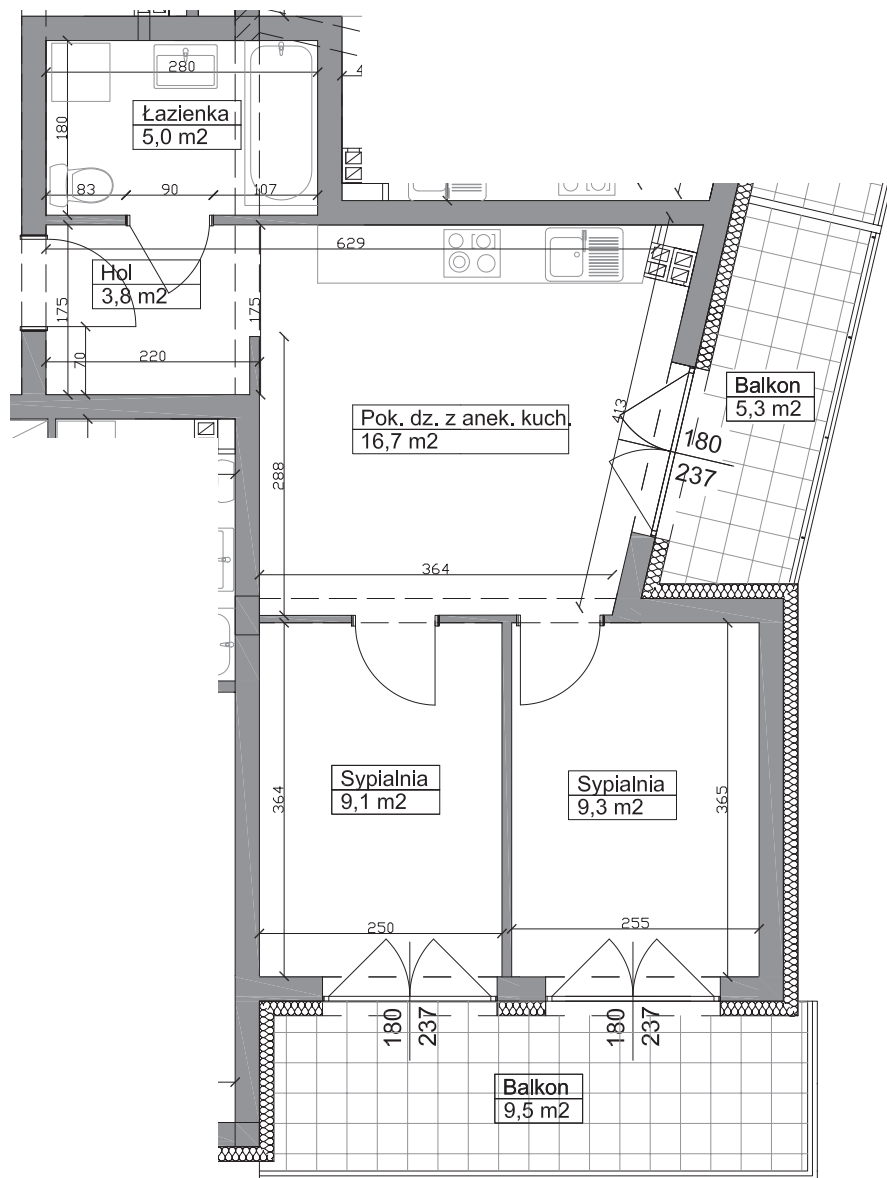 280
4
Łazienka
5,0 m2
180
83
90
107
629
Hol
3,8 m2
175
175
70
220
Balkon
5,3 m2
Pok. dz. z anek. kuch.
16,7 m2
413
180
237
288
364
Sypialnia
9,1 m2
Sypialnia
9,3 m2
364
365
250
255
180
237
180
237
Balkon
9,5 m2